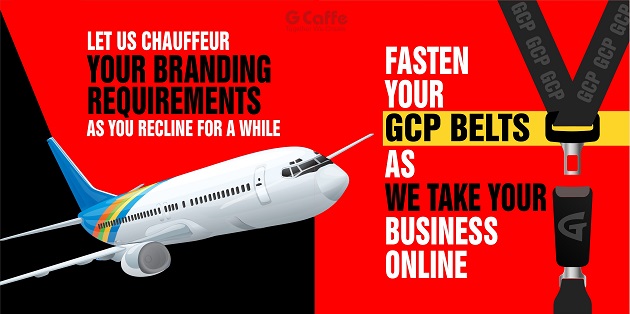 G Caffe
LET US CHAUFFEUR
YOUR BRANDING
REQUIREMENTS
AS YOU RECLINE FOR A WHILE
FASTEN
YOUR
GCP BELTS
AS
WE TAKE YOUR
BUSINESS
ONLINE
GCP GCP GCP
GCP GCP GCP
G